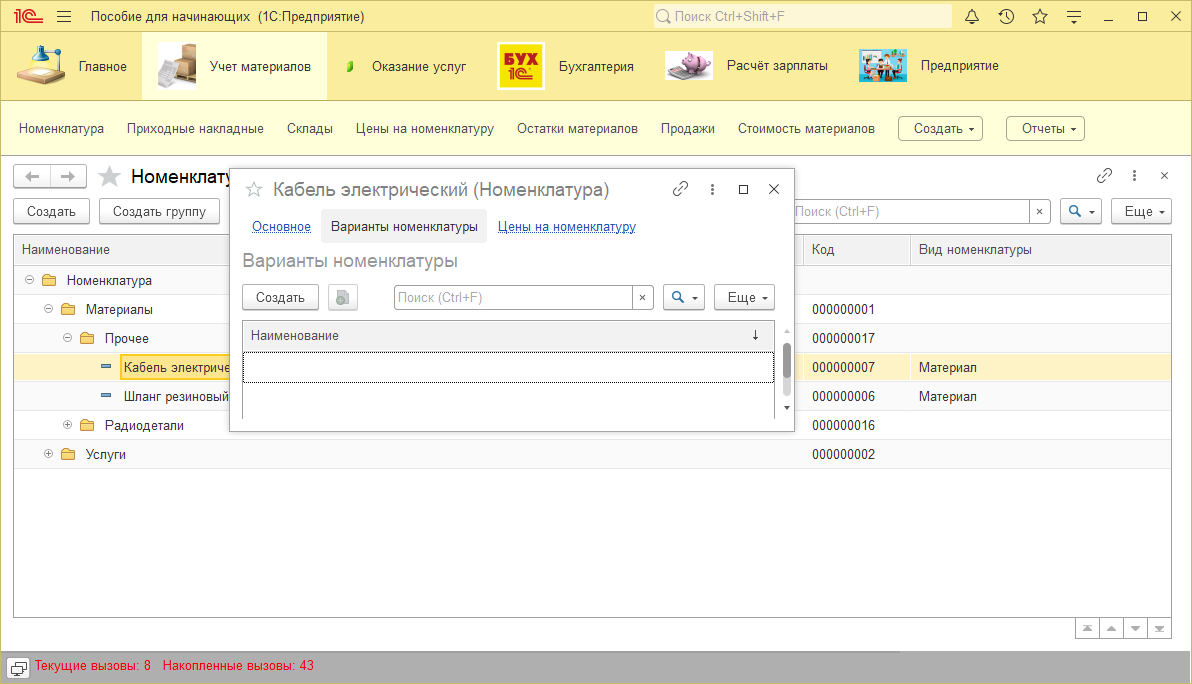 1С Пособие для начинающих (1С:Предприятие) Поиск Ctrl+Shift+F
Главное Учет материалов Оказание услуг БУХ 1С Бухгалтерия Расчёт зарплаты Предприятие
Номенклатура Приходные накладные Склады Цены на номенклатуру Остатки материалов Продажи Стоимость материалов Создать Отчеты
Номенклату
Создать Создать группу Поиск (Ctrl+F) × Еще
Наименование Код Вид номенклатуры
Номенклатура
Материалы 000000001
Прочее 000000017
Кабель электриче 000000007 Материал
Шланг резиновый 000000006 Материал
Радиодетали 000000016
Услуги 000000002
Кабель электрический (Номенклатура)
Основное Варианты номенклатуры Цены на номенклатуру
Варианты номенклатуры
Создать Поиск (Ctrl+F) × Еще
Наименование ↓
Текущие вызовы: 8 Накопленные вызовы: 43